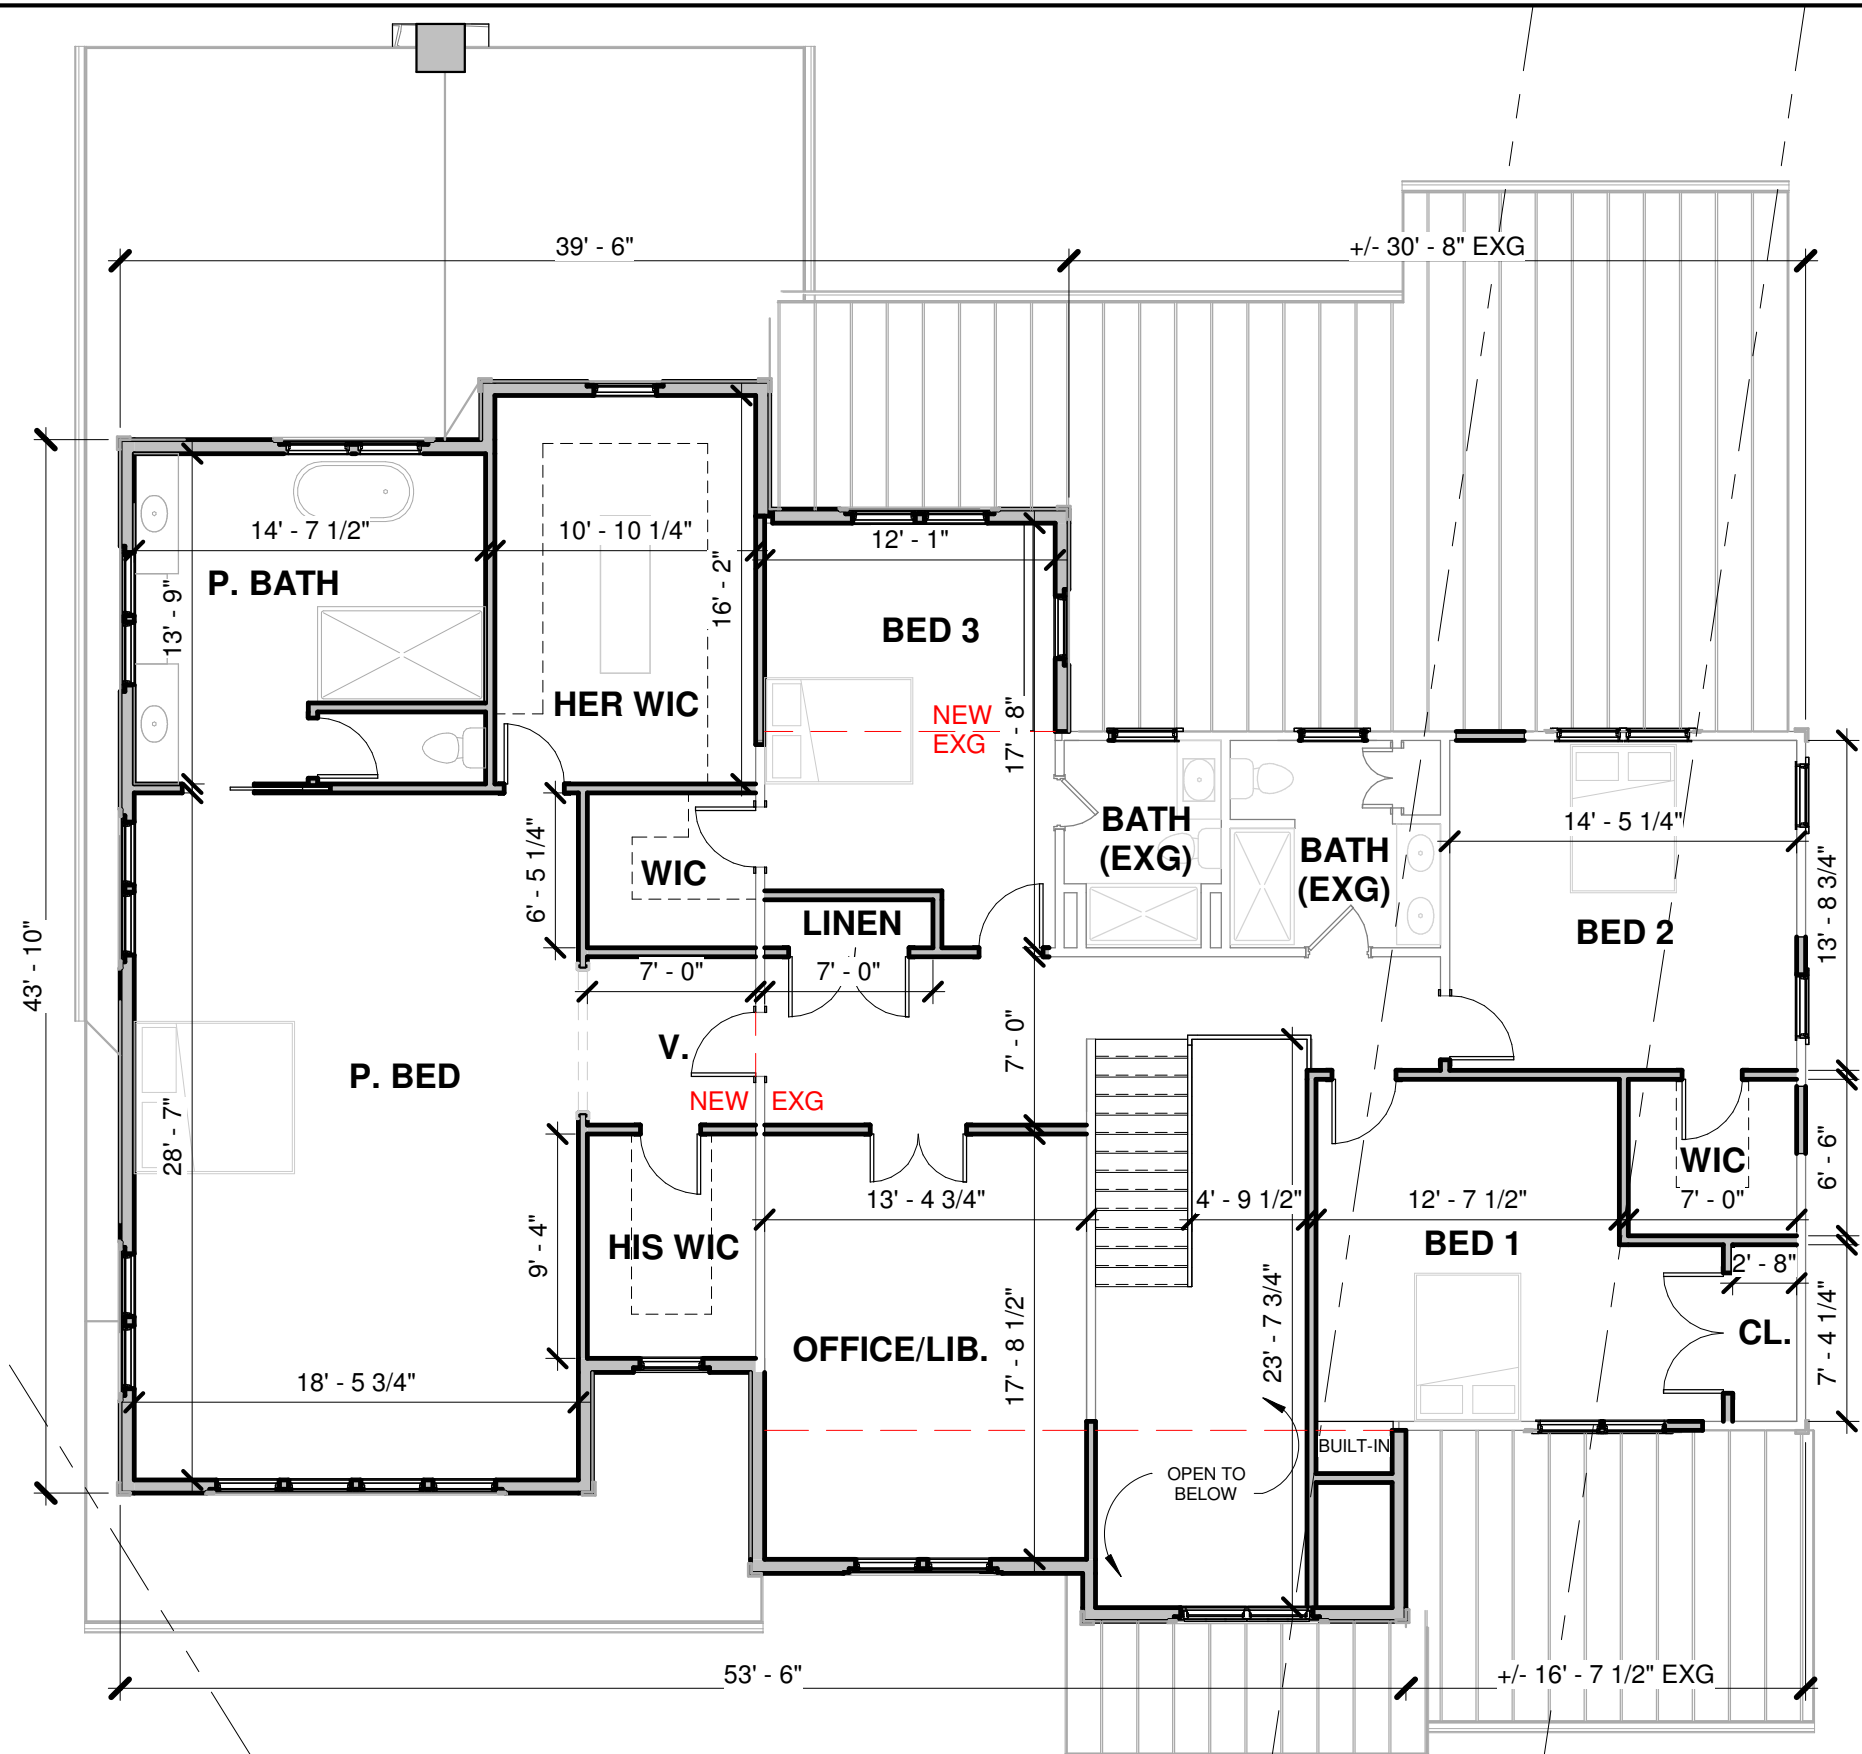 39' - 6"
+/- 30' - 8" EXG
14' - 7 1/2"
10' - 10 1/4"
12' - 1"
P. BATH
13' - 9"
16' - 2"
BED 3
HER WIC
NEW
EXG
17' - 8"
BATH
(EXG)
BATH
(EXG)
14' - 5 1/4"
13' - 8 3/4"
6' - 5 1/4"
WIC
LINEN
BED 2
43' - 10"
7' - 0"
7' - 0"
7' - 0"
V.
P. BED
NEW
EXG
28' - 7"
WIC
6' - 6"
13' - 4 3/4"
4' - 9 1/2"
12' - 7 1/2"
7' - 0"
9' - 4"
HIS WIC
BED 1
2' - 8"
OFFICE/LIB.
17' - 8 1/2"
23' - 7 3/4"
CL.
7' - 4 1/4"
18' - 5 3/4"
BUILT-IN
OPEN TO
BELOW
53' - 6"
+/- 16' - 7 1/2" EXG